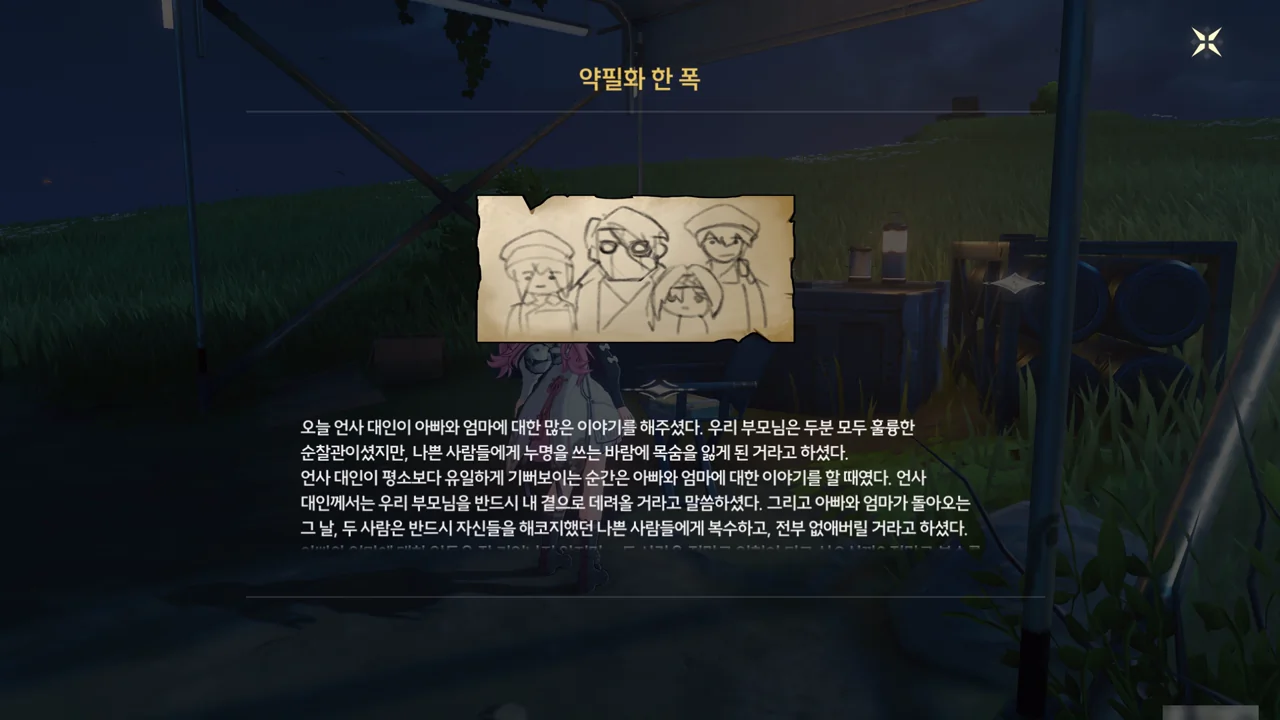 약필화 한 폭
오늘 언사 대인이 아빠와 엄마에 대한 많은 이야기를 해주셨다. 우리 부모님은 두분 모두 훌륭한
순찰관이셨지만, 나쁜 사람들에게 누명을 쓰는 바람에 목숨을 잃게 된 거라고 하셨다.
언사 대인이 평소보다 유일하게 기뻐보이는 순간은 아빠와 엄마에 대한 이야기를 할 때였다. 언사
대인께서는 우리 부모님을 반드시 내 곁으로 데려올 거라고 말씀하셨다. 그리고 아빠와 엄마가 돌아오는
그 날, 두 사람은 반드시 자신들을 해코지했던 나쁜 사람들에게 복수하고, 전부 없애버릴 거라고 하셨다.